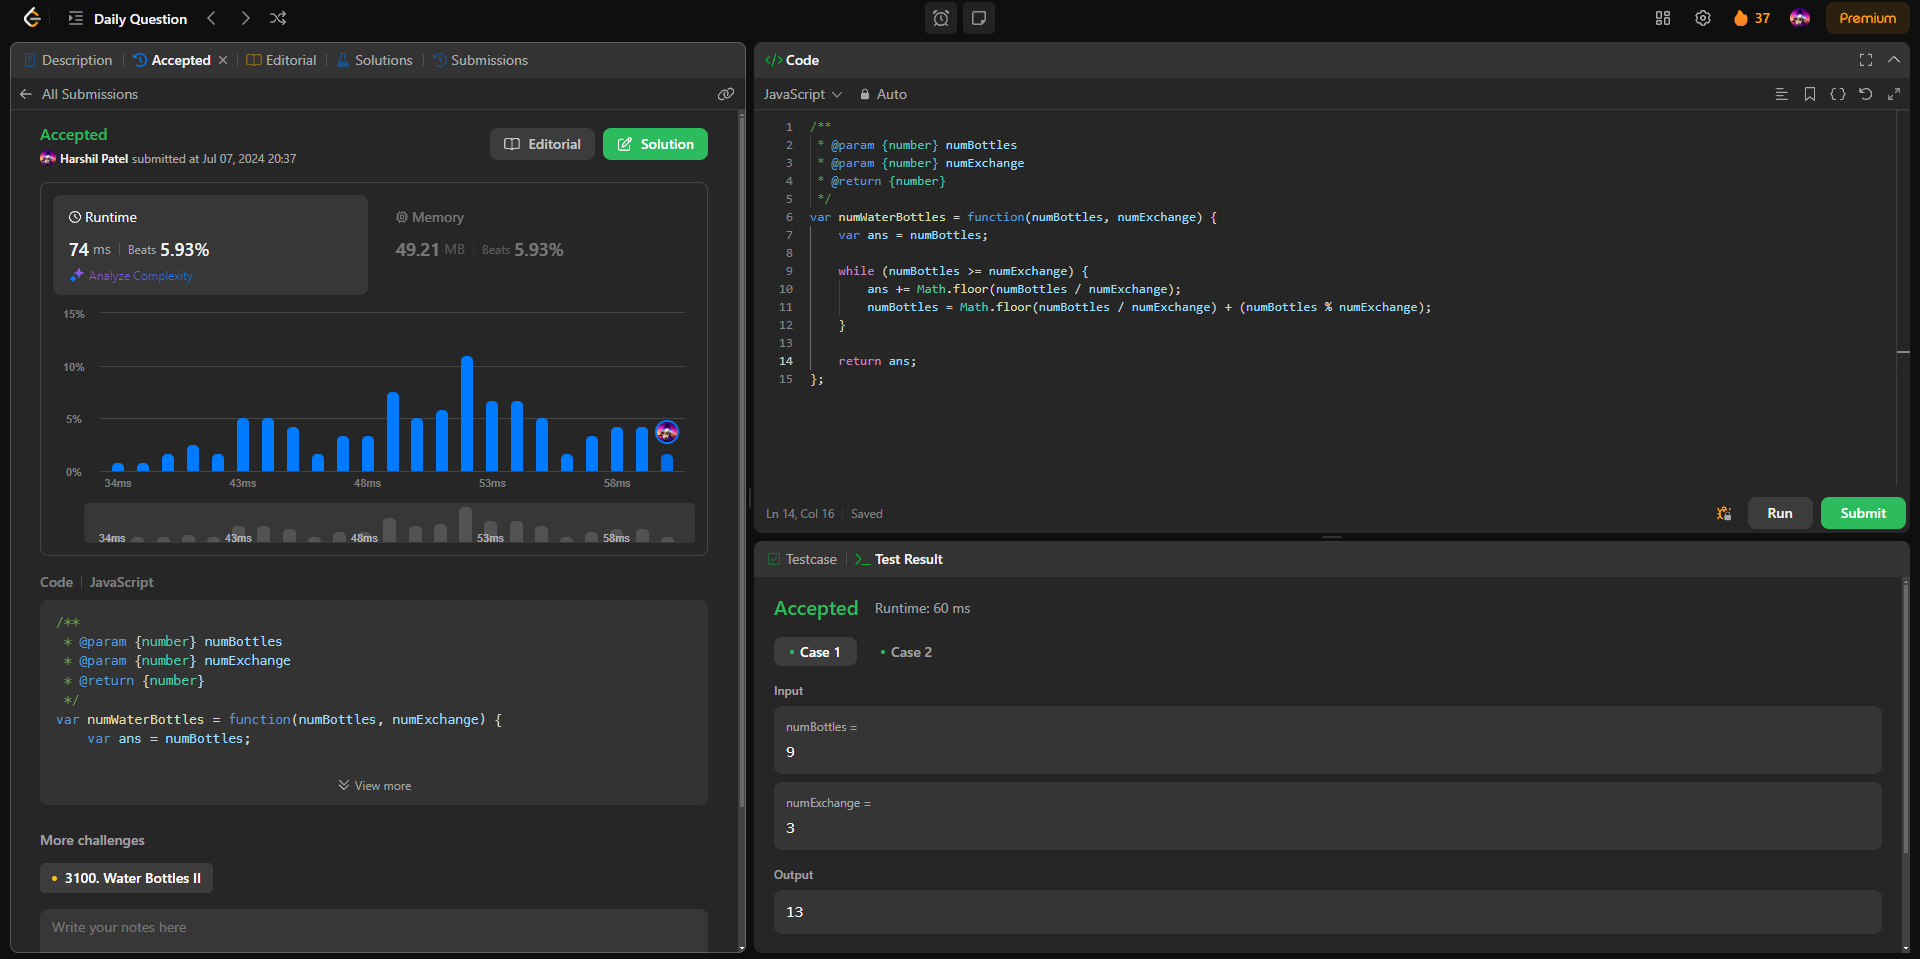 Daily Question
37
Premium
Description
Accepted
Editorial
Solutions
Submissions
All Submissions
Accepted
Harshil Patel submitted at Jul 07, 2024 20:37
Editorial
Solution
Runtime
74 ms
Beats 5.93%
Analyze Complexity
Memory
49.21 MB
Beats 5.93%
15%
10%
5%
0%
34ms 43ms 48ms 53ms 58ms
34ms 43ms 48ms 53ms 58ms
Code
JavaScript
/**
* @param {number} numBottles
* @param {number} numExchange
* @return {number}
*/
var numWaterBottles = function(numBottles, numExchange) {
var ans = numBottles;
View more
More challenges
3100. Water Bottles II
Write your notes here
</> Code
JavaScript
Auto
1 /**
2 * @param {number} numBottles
3 * @param {number} numExchange
4 * @return {number}
5 */
6 var numWaterBottles = function(numBottles, numExchange) {
7 var ans = numBottles;
8
9 while (numBottles >= numExchange) {
10 ans += Math.floor(numBottles / numExchange);
11 numBottles = Math.floor(numBottles / numExchange) + (numBottles % numExchange);
12 }
13
14 return ans;
15 };
Ln 14, Col 16
Saved
Run
Submit
Testcase
>_ Test Result
Accepted
Runtime: 60 ms
Case 1
Case 2
Input
numBottles =
9
numExchange =
3
Output
13